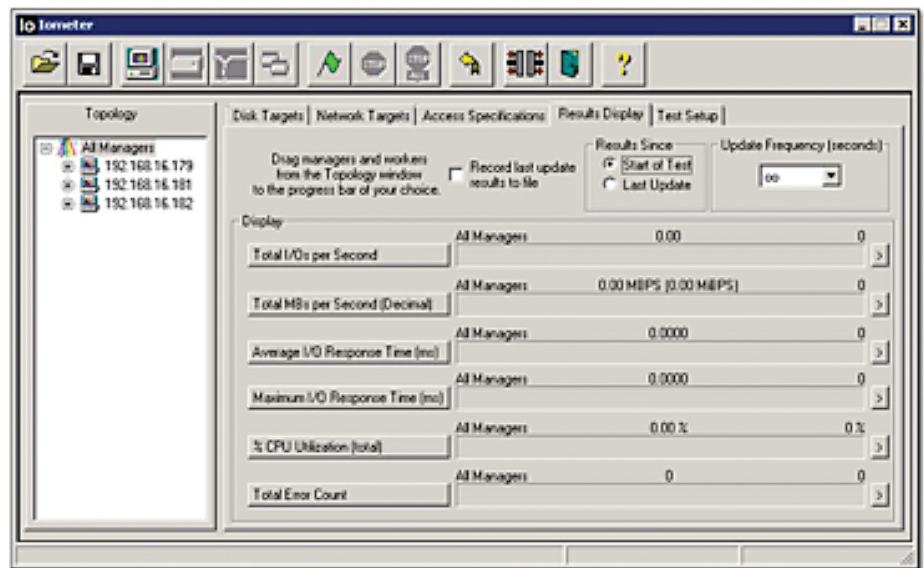 Iometer
STOP
STOP
?
Topology
All Managers
192.168.16.179
192.168.16.181
192.168.16.182
Disk Targets Network Targets Access Specifications Results Display Test Setup
Drag managers and workers
from the Topology window
to the progress bar of your choice.
Record last update
results to file
Results Since
Start of Test
Last Update
Update Frequency (seconds)
∞
Display
All Managers 0.00 0
Total I/Os per Second >
All Managers 0.00 MBPS (0.00 MiBPS) 0
Total MBs per Second (Decimal) >
All Managers 0.0000 0
Average I/O Response Time (ms) >
All Managers 0.0000 0
Maximum I/O Response Time (ms) >
All Managers 0.00 % 0 %
% CPU Utilization (total) >
All Managers 0 0
Total Error Count >